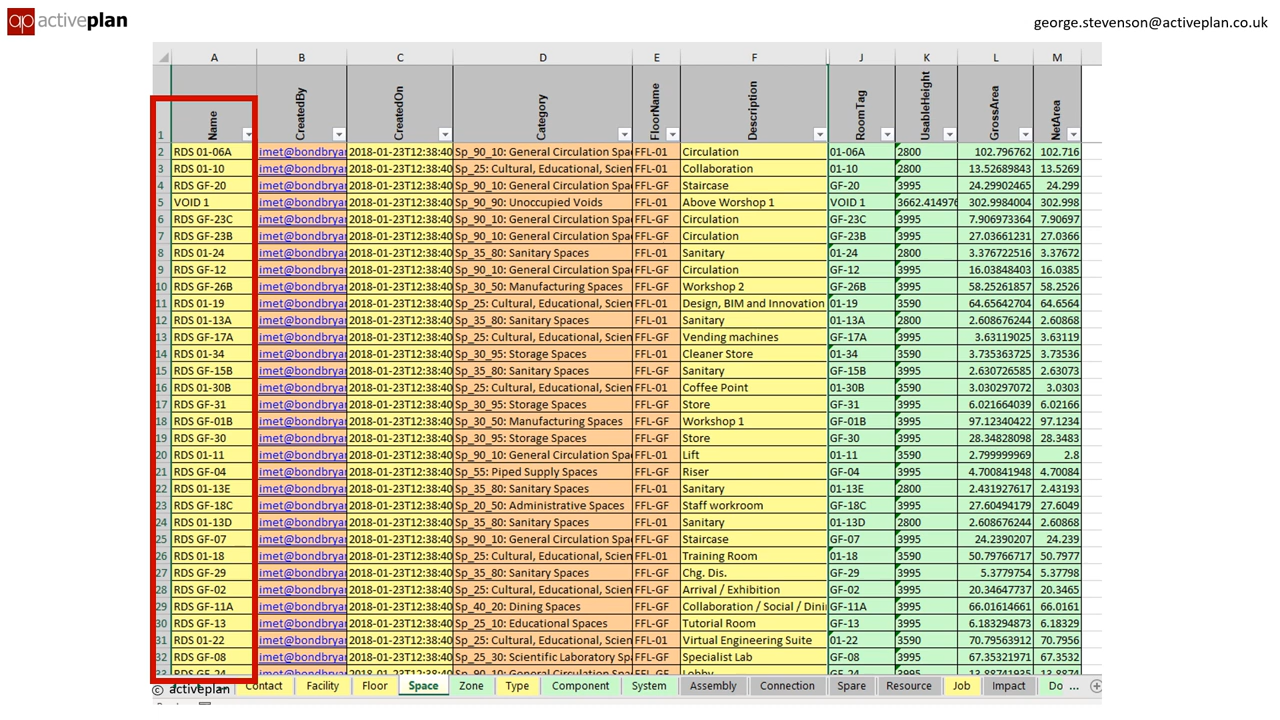 activeplan
george.stevenson@activeplan.co.uk
A B C D E F J K L M
1 Name CreatedBy CreatedOn Category FloorName Description RoomTag UsableHeight GrossArea NetArea
2 RDS 01-06A imet@bondbryan 2018-01-23T12:38:40 Sp_90_10: General Circulation Spac FFL-01 Circulation 01-06A 2800 102.796762 102.716
3 RDS 01-10 imet@bondbryan 2018-01-23T12:38:40 Sp_25: Cultural, Educational, Scien FFL-01 Collaboration 01-10 2800 13.52689843 13.5269
4 RDS GF-20 imet@bondbryan 2018-01-23T12:38:40 Sp_90_10: General Circulation Spac FFL-01 Staircase GF-20 3995 24.29902465 24.299
5 VOID 1 imet@bondbryan 2018-01-23T12:38:40 Sp_90_90: Unoccupied Voids FFL-01 Above Worshop 1 VOID 1 3662.414976 302.9984004 302.998
6 RDS GF-23C imet@bondbryan 2018-01-23T12:38:40 Sp_90_10: General Circulation Spac FFL-GF Circulation GF-23C 3995 7.906973364 7.90697
7 RDS GF-23B imet@bondbryan 2018-01-23T12:38:40 Sp_90_10: General Circulation Spac FFL-GF Circulation GF-23B 3995 27.03661231 27.0366
8 RDS 01-24 imet@bondbryan 2018-01-23T12:38:40 Sp_35_80: Sanitary Spaces FFL-01 Sanitary 01-24 2800 3.376722516 3.37672
9 RDS GF-12 imet@bondbryan 2018-01-23T12:38:40 Sp_90_10: General Circulation Spac FFL-GF Circulation GF-12 3995 16.03848403 16.0385
10 RDS GF-26B imet@bondbryan 2018-01-23T12:38:40 Sp_30_50: Manufacturing Spaces FFL-GF Workshop 2 GF-26B 3995 58.25261857 58.2526
11 RDS 01-19 imet@bondbryan 2018-01-23T12:38:40 Sp_25: Cultural, Educational, Scien FFL-01 Design, BIM and Innovation 01-19 3590 64.65642704 64.6564
12 RDS 01-13A imet@bondbryan 2018-01-23T12:38:40 Sp_35_80: Sanitary Spaces FFL-01 Sanitary 01-13A 2800 2.608676244 2.60868
13 RDS GF-17A imet@bondbryan 2018-01-23T12:38:40 Sp_25: Cultural, Educational, Scien FFL-GF Vending machines GF-17A 3995 3.63119025 3.63119
14 RDS 01-34 imet@bondbryan 2018-01-23T12:38:40 Sp_30_95: Storage Spaces FFL-01 Cleaner Store 01-34 3590 3.735363725 3.73536
15 RDS GF-15B imet@bondbryan 2018-01-23T12:38:40 Sp_35_80: Sanitary Spaces FFL-GF Sanitary GF-15B 3995 2.630726585 2.63073
16 RDS 01-30B imet@bondbryan 2018-01-23T12:38:40 Sp_25: Cultural, Educational, Scien FFL-01 Coffee Point 01-30B 3590 3.030297072 3.0303
17 RDS GF-31 imet@bondbryan 2018-01-23T12:38:40 Sp_30_95: Storage Spaces FFL-GF Store GF-31 3995 6.021664039 6.02166
18 RDS GF-01B imet@bondbryan 2018-01-23T12:38:40 Sp_30_50: Manufacturing Spaces FFL-GF Workshop 1 GF-01B 3995 97.12340422 97.1234
19 RDS GF-30 imet@bondbryan 2018-01-23T12:38:40 Sp_30_95: Storage Spaces FFL-GF Store GF-30 3995 28.34828098 28.3483
20 RDS 01-11 imet@bondbryan 2018-01-23T12:38:40 Sp_90_10: General Circulation Spac FFL-01 Lift 01-11 3590 2.799999969 2.8
21 RDS GF-04 imet@bondbryan 2018-01-23T12:38:40 Sp_55: Piped Supply Spaces FFL-GF Riser GF-04 3995 4.700841948 4.70084
22 RDS 01-13E imet@bondbryan 2018-01-23T12:38:40 Sp_35_80: Sanitary Spaces FFL-01 Sanitary 01-13E 2800 2.431927617 2.43193
23 RDS GF-18C imet@bondbryan 2018-01-23T12:38:40 Sp_20_50: Administrative Spaces FFL-GF Staff workroom GF-18C 3995 27.60494179 27.6049
24 RDS 01-13D imet@bondbryan 2018-01-23T12:38:40 Sp_35_80: Sanitary Spaces FFL-01 Sanitary 01-13D 2800 2.608676244 2.60868
25 RDS GF-07 imet@bondbryan 2018-01-23T12:38:40 Sp_90_10: General Circulation Spac FFL-GF Staircase GF-07 3995 24.2390207 24.239
26 RDS 01-18 imet@bondbryan 2018-01-23T12:38:40 Sp_25: Cultural, Educational, Scien FFL-01 Training Room 01-18 3590 50.79766717 50.7977
27 RDS GF-29 imet@bondbryan 2018-01-23T12:38:40 Sp_35_80: Sanitary Spaces FFL-GF Chg. Dis. GF-29 3995 5.3779754 5.37798
28 RDS GF-02 imet@bondbryan 2018-01-23T12:38:40 Sp_25: Cultural, Educational, Scien FFL-GF Arrival / Exhibition GF-02 3995 20.34647737 20.3465
29 RDS GF-11A imet@bondbryan 2018-01-23T12:38:40 Sp_40_20: Dining Spaces FFL-GF Collaboration / Social / Dini GF-11A 3995 66.01614661 66.0161
30 RDS GF-13 imet@bondbryan 2018-01-23T12:38:40 Sp_25_10: Educational Spaces FFL-GF Tutorial Room GF-13 3995 6.183294873 6.18329
31 RDS 01-22 imet@bondbryan 2018-01-23T12:38:40 Sp_25: Cultural, Educational, Scien FFL-01 Virtual Engineering Suite 01-22 3590 70.79563912 70.7956
32 RDS GF-08 imet@bondbryan 2018-01-23T12:38:40 Sp_25_30: Scientific Laboratory Spa FFL-GF Specialist Lab GF-08 3995 67.35321971 67.3532
© activeplan Contact Facility Floor Space Zone Type Component System Assembly Connection Spare Resource Job Impact Do ...